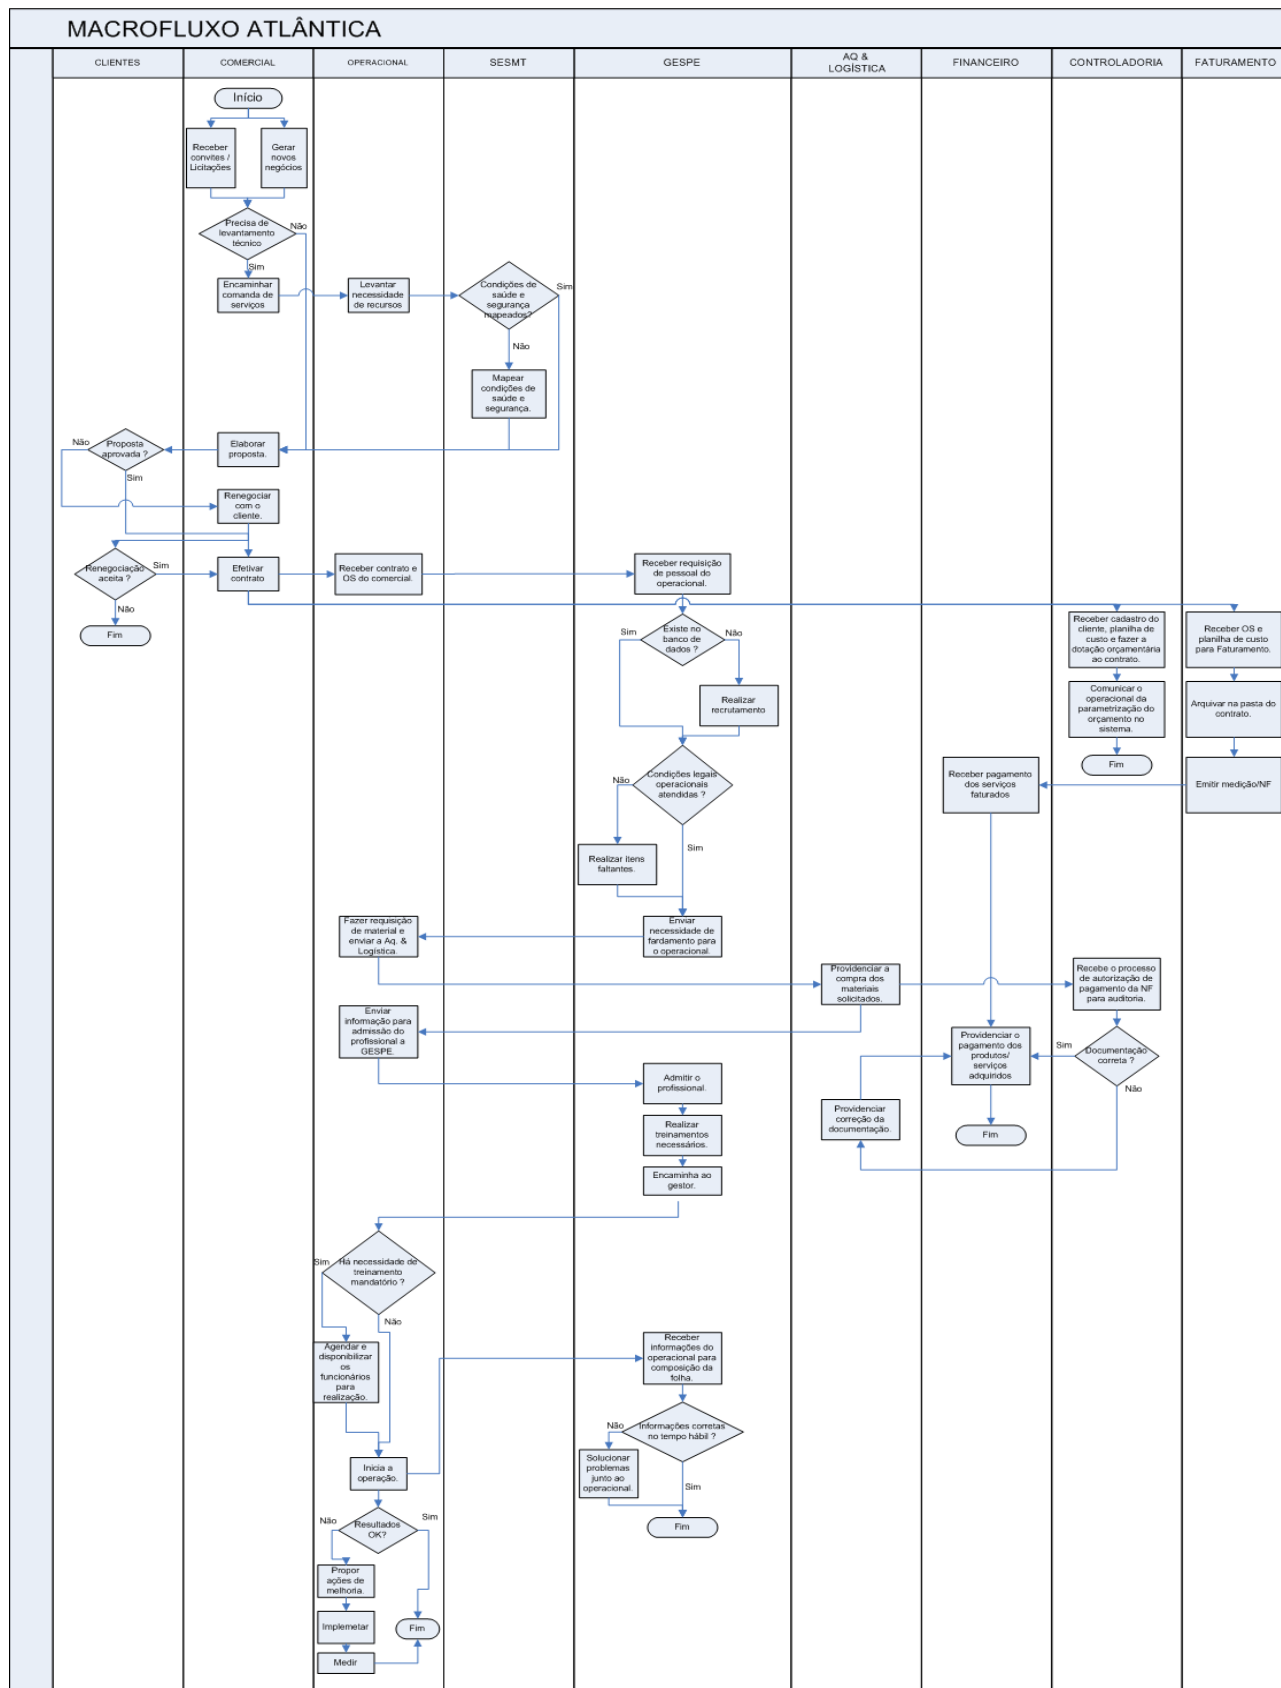 MACROFLUXO ATLÂNTICA
CLIENTES
COMERCIAL
OPERACIONAL
SESMT
GESPE
AQ &
LOGÍSTICA
FINANCEIRO
CONTROLADORIA
FATURAMENTO
Início
Receber
convites /
Licitações
Gerar
novos
negócios
Precisa de
levantamento
técnico
Não
Sim
Encaminhar
comanda de
serviços
Levantar
necessidade
de recursos
Condições de
saúde e
segurança
mapeados?
Sim
Não
Mapear
condições de
saúde e
segurança.
Não
Proposta
aprovada ?
Sim
Elaborar
proposta.
Renegociar
com o
cliente.
Renegociação
aceita ?
Sim
Não
Fim
Efetivar
contrato
Receber contrato e
OS do comercial.
Receber requisição
de pessoal do
operacional.
Sim
Existe no
banco de
dados ?
Não
Realizar
recrutamento
Receber cadastro do
cliente, planilha de
custo e fazer a
dotação orçamentária
ao contrato.
Comunicar o
operacional da
parametrização do
orçamento no
sistema.
Fim
Receber OS e
planilha de custo
para Faturamento.
Arquivar na pasta do
contrato.
Emitir medição/NF
Receber pagamento
dos serviços
faturados
Não
Condições legais
operacionais
atendidas ?
Sim
Realizar itens
faltantes.
Enviar
necessidade de
fardamento para
o operacional.
Fazer requisição
de material e
enviar a Aq. &
Logística.
Providenciar a
compra dos
materiais
solicitados.
Recebe o processo
de autorização de
pagamento da NF
para auditoria.
Enviar
informação para
admissão do
profissional a
GESPE.
Providenciar o
pagamento dos
produtos/
serviços
adquiridos
Sim
Documentação
correta ?
Não
Admitir o
profissional.
Providenciar
correção da
documentação.
Fim
Realizar
treinamentos
necessários.
Encaminha ao
gestor.
Sim
Há necessidade de
treinamento
mandatório ?
Não
Agendar e
disponibilizar
os
funcionários
para
realização.
Receber
informações do
operacional para
composição da
folha.
Não
Informações corretas
no tempo hábil ?
Sim
Solucionar
problemas
junto ao
operacional.
Fim
Inicia a
operação.
Não
Resultados
OK?
Sim
Propor
ações de
melhoria.
Implemetar
Medir
Fim